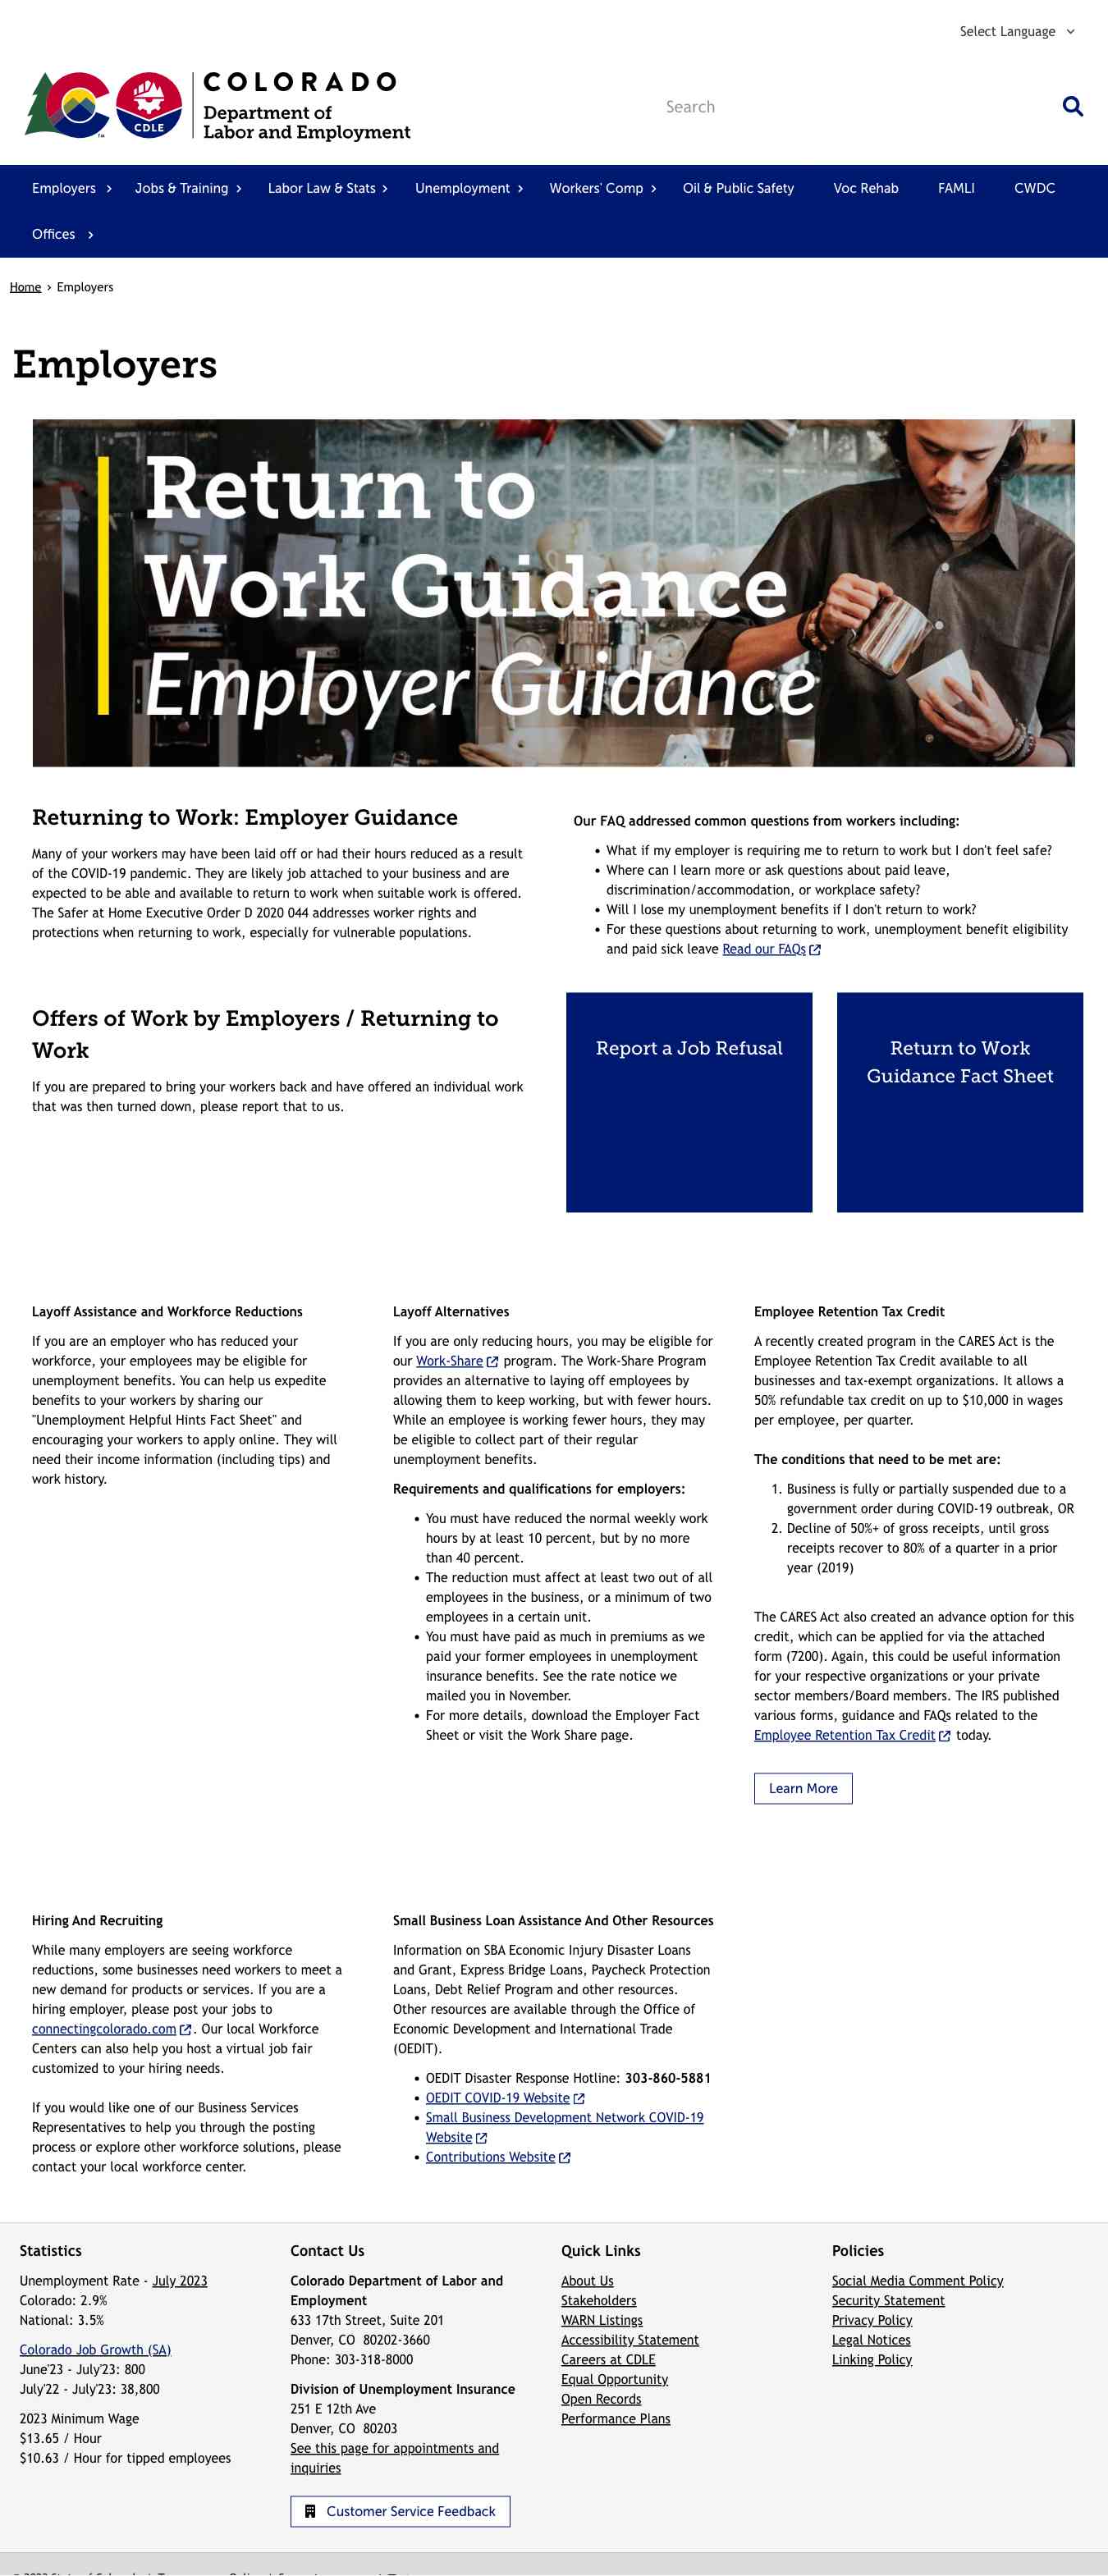 Select Language
COLORADO
Department of
Labor and Employment
CDLE
TM
Search
Employers
Jobs & Training
Labor Law & Stats
Unemployment
Workers' Comp
Oil & Public Safety
Voc Rehab
FAMLI
CWDC
Offices
Home › Employers
Employers
Return to
Work Guidance
Employer Guidance
Returning to Work: Employer Guidance
Many of your workers may have been laid off or had their hours reduced as a result
of the COVID-19 pandemic. They are likely job attached to your business and are
expected to be able and available to return to work when suitable work is offered.
The Safer at Home Executive Order D 2020 044 addresses worker rights and
protections when returning to work, especially for vulnerable populations.
Our FAQ addressed common questions from workers including:
• What if my employer is requiring me to return to work but I don't feel safe?
• Where can I learn more or ask questions about paid leave,
discrimination/accommodation, or workplace safety?
• Will I lose my unemployment benefits if I don't return to work?
• For these questions about returning to work, unemployment benefit eligibility
and paid sick leave Read our FAQs
Offers of Work by Employers / Returning to
Work
If you are prepared to bring your workers back and have offered an individual work
that was then turned down, please report that to us.
Report a Job Refusal
Return to Work
Guidance Fact Sheet
Layoff Assistance and Workforce Reductions
If you are an employer who has reduced your
workforce, your employees may be eligible for
unemployment benefits. You can help us expedite
benefits to your workers by sharing our
"Unemployment Helpful Hints Fact Sheet" and
encouraging your workers to apply online. They will
need their income information (including tips) and
work history.
Layoff Alternatives
If you are only reducing hours, you may be eligible for
our Work-Share program. The Work-Share Program
provides an alternative to laying off employees by
allowing them to keep working, but with fewer hours.
While an employee is working fewer hours, they may
be eligible to collect part of their regular
unemployment benefits.
Requirements and qualifications for employers:
• You must have reduced the normal weekly work
hours by at least 10 percent, but by no more
than 40 percent.
• The reduction must affect at least two out of all
employees in the business, or a minimum of two
employees in a certain unit.
• You must have paid as much in premiums as we
paid your former employees in unemployment
insurance benefits. See the rate notice we
mailed you in November.
• For more details, download the Employer Fact
Sheet or visit the Work Share page.
Employee Retention Tax Credit
A recently created program in the CARES Act is the
Employee Retention Tax Credit available to all
businesses and tax-exempt organizations. It allows a
50% refundable tax credit on up to $10,000 in wages
per employee, per quarter.
The conditions that need to be met are:
1. Business is fully or partially suspended due to a
government order during COVID-19 outbreak, OR
2. Decline of 50%+ of gross receipts, until gross
receipts recover to 80% of a quarter in a prior
year (2019)
The CARES Act also created an advance option for this
credit, which can be applied for via the attached
form (7200). Again, this could be useful information
for your respective organizations or your private
sector members/Board members. The IRS published
various forms, guidance and FAQs related to the
Employee Retention Tax Credit today.
Learn More
Hiring And Recruiting
While many employers are seeing workforce
reductions, some businesses need workers to meet a
new demand for products or services. If you are a
hiring employer, please post your jobs to
connectingcolorado.com . Our local Workforce
Centers can also help you host a virtual job fair
customized to your hiring needs.
If you would like one of our Business Services
Representatives to help you through the posting
process or explore other workforce solutions, please
contact your local workforce center.
Small Business Loan Assistance And Other Resources
Information on SBA Economic Injury Disaster Loans
and Grant, Express Bridge Loans, Paycheck Protection
Loans, Debt Relief Program and other resources.
Other resources are available through the Office of
Economic Development and International Trade
(OEDIT).
• OEDIT Disaster Response Hotline: 303-860-5881
• OEDIT COVID-19 Website
• Small Business Development Network COVID-19
Website
• Contributions Website
Statistics
Unemployment Rate - July 2023
Colorado: 2.9%
National: 3.5%
Colorado Job Growth (SA)
June'23 - July'23: 800
July'22 - July'23: 38,800
2023 Minimum Wage
$13.65 / Hour
$10.63 / Hour for tipped employees
Contact Us
Colorado Department of Labor and
Employment
633 17th Street, Suite 201
Denver, CO 80202-3660
Phone: 303-318-8000
Division of Unemployment Insurance
251 E 12th Ave
Denver, CO 80203
See this page for appointments and
inquiries
Customer Service Feedback
Quick Links
About Us
Stakeholders
WARN Listings
Accessibility Statement
Careers at CDLE
Equal Opportunity
Open Records
Performance Plans
Policies
Social Media Comment Policy
Security Statement
Privacy Policy
Legal Notices
Linking Policy